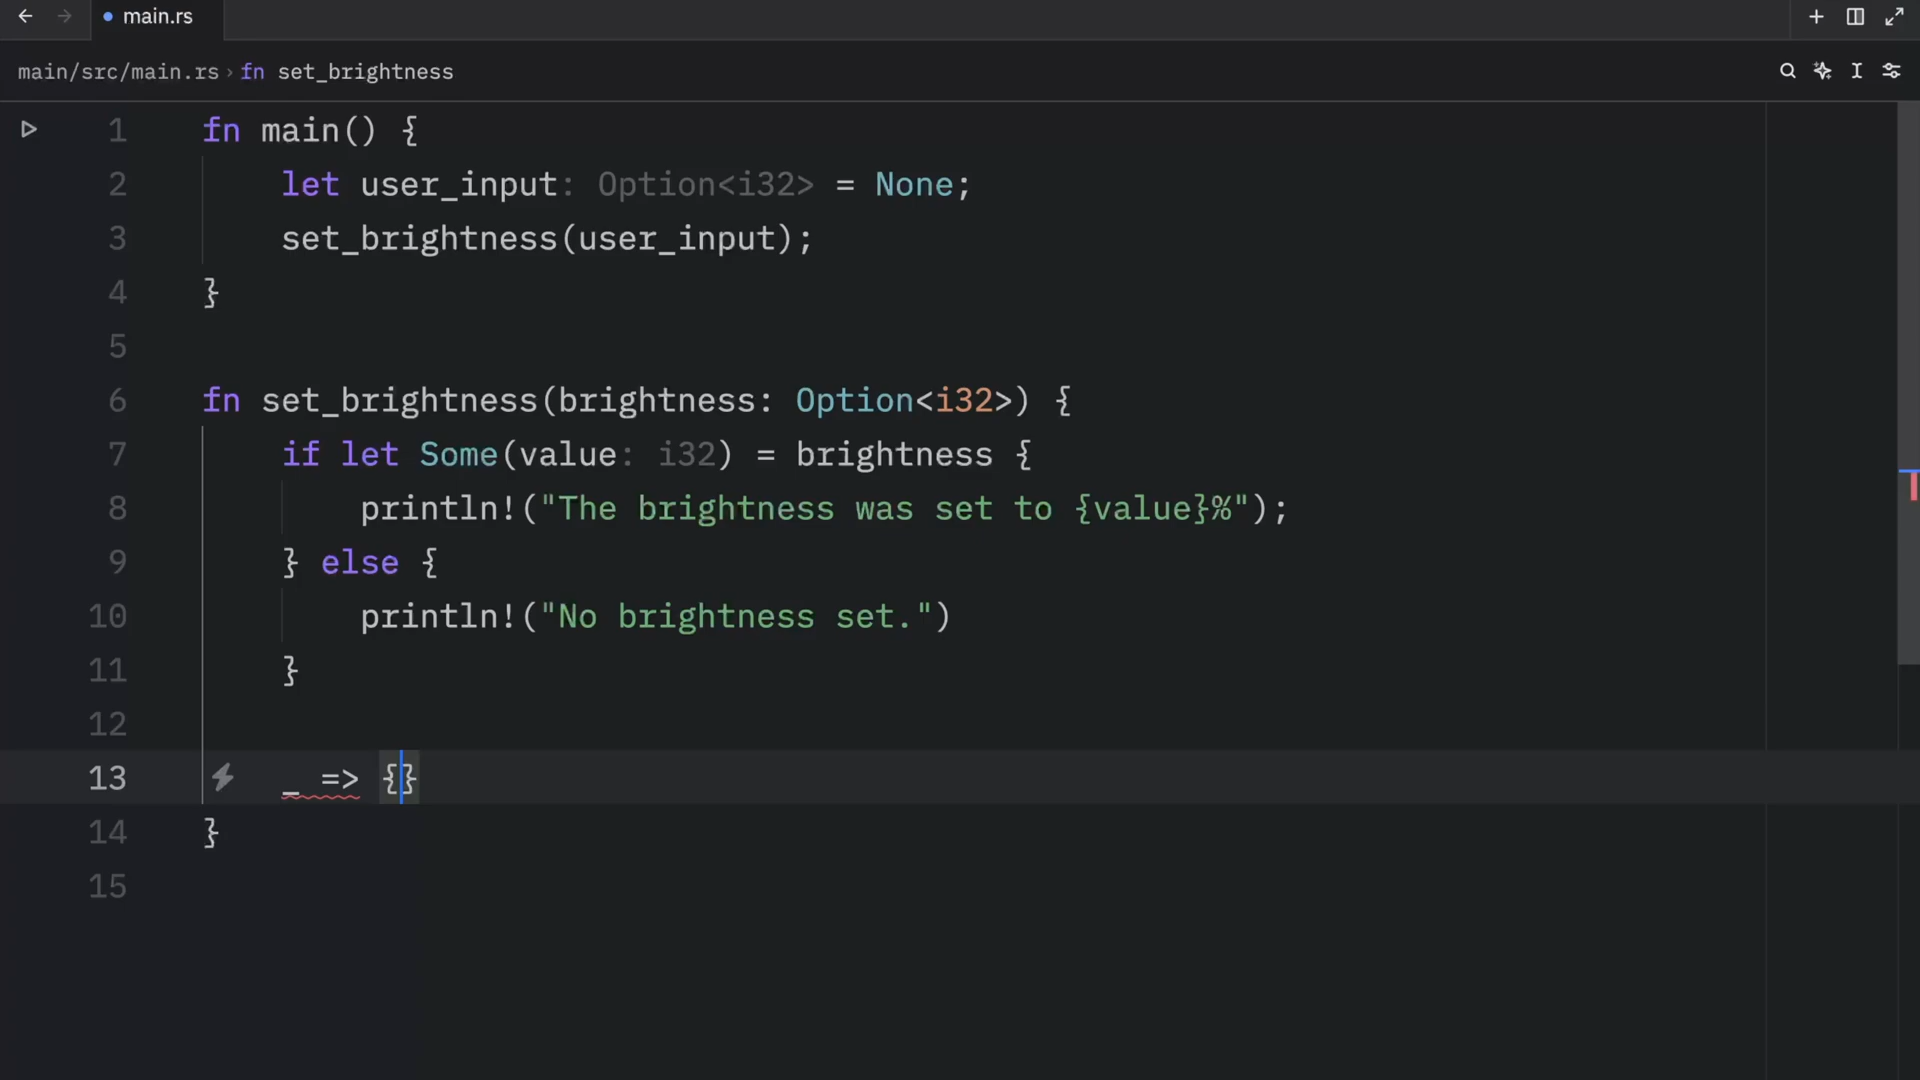 main.rs
main/src/main.rs › fn set_brightness
1 fn main() {
2 let user_input: Option<i32> = None;
3 set_brightness(user_input);
4 }
5
6 fn set_brightness(brightness: Option<i32>) {
7 if let Some(value: i32) = brightness {
8 println!("The brightness was set to {value}%");
9 } else {
10 println!("No brightness set.")
11 }
12
13 _ => {}
14 }
15